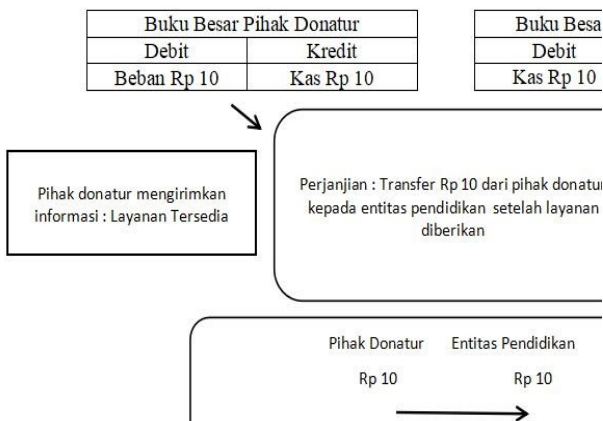 Buku Besar Pihak Donatur
Debit Kredit
Beban Rp 10 Kas Rp 10
Buku
Debit
Kas Rp 10
Pihak donatur mengirimkan
informasi : Layanan Tersedia
Perjanjian : Transfer Rp 10 dari pihak donatur
kepada entitas pendidikan setelah layanan
diberikan
Pihak Donatur Entitas Pendidikan
Rp 10 Rp 10